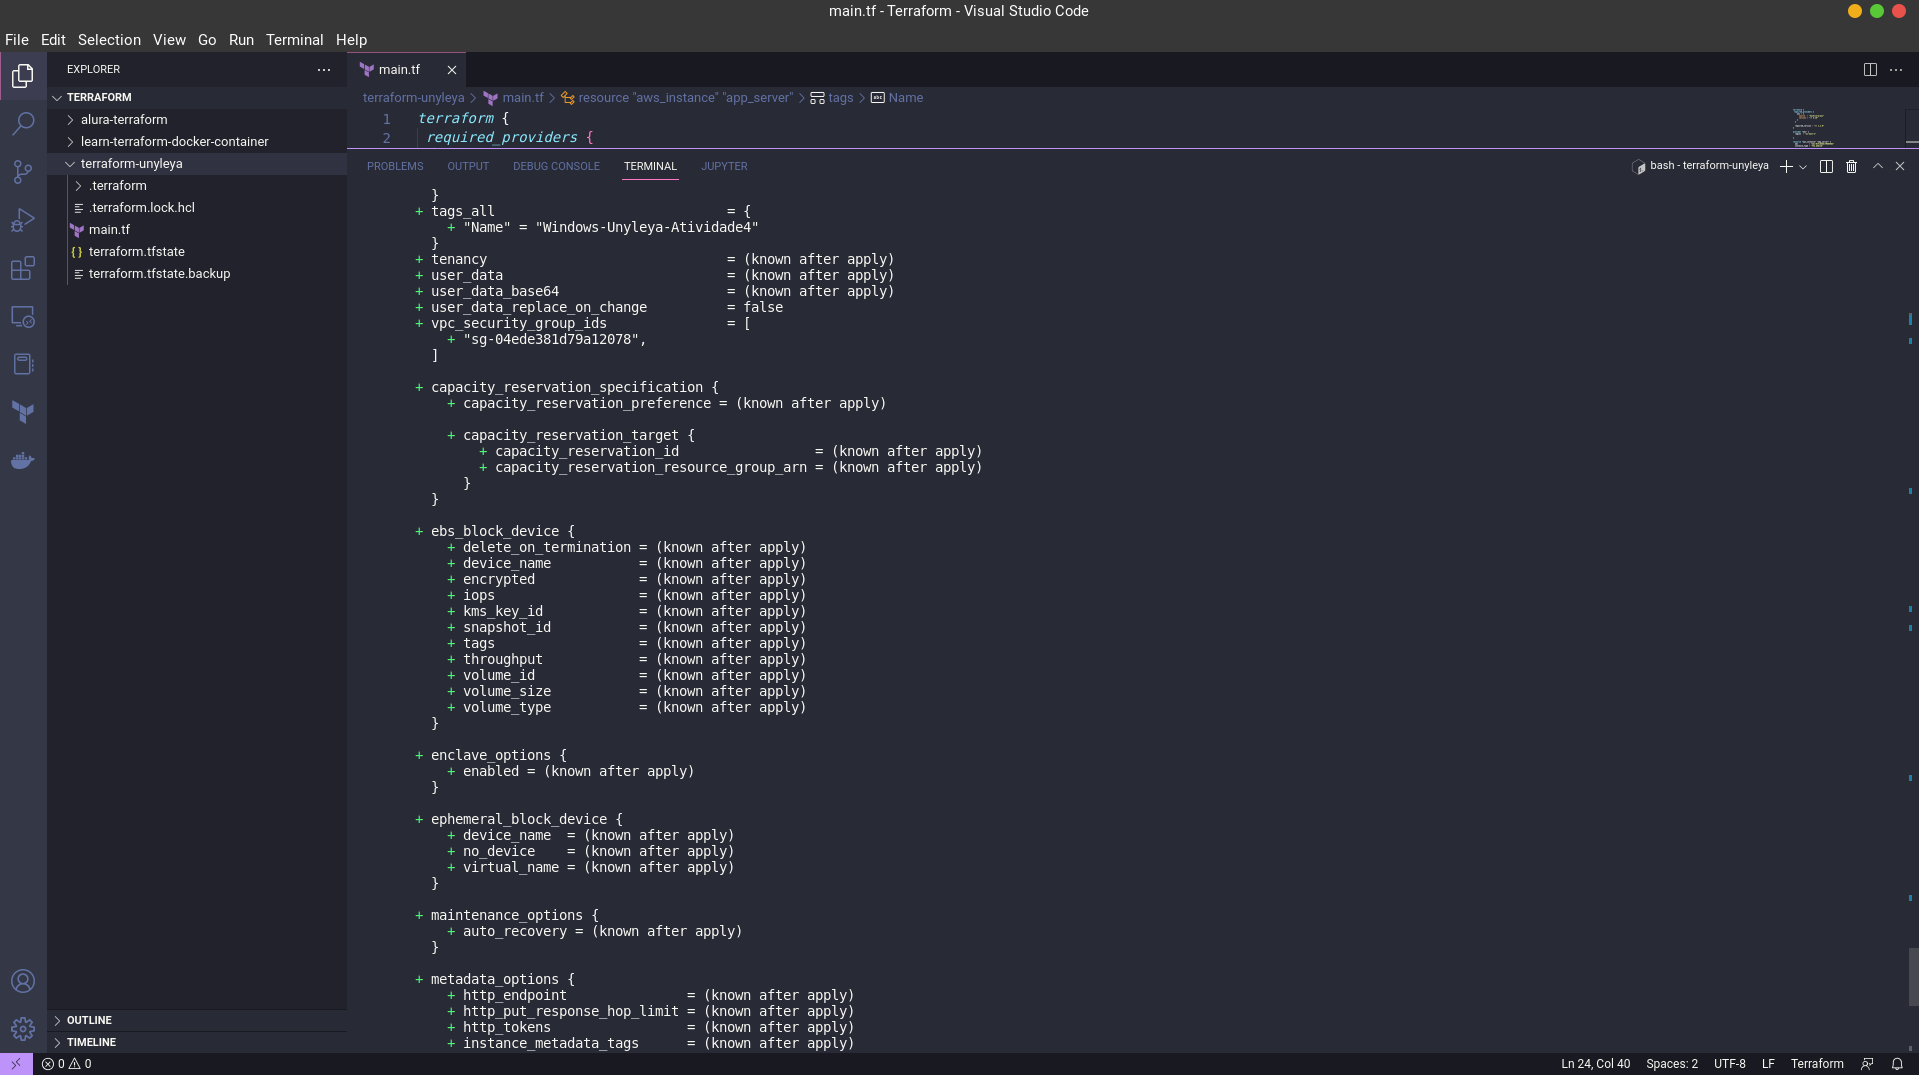 main.tf - Terraform - Visual Studio Code
File Edit Selection View Go Run Terminal Help
EXPLORER
TERRAFORM
alura-terraform
learn-terraform-docker-container
terraform-unyleya
.terraform
.terraform.lock.hcl
main.tf
terraform.tfstate
terraform.tfstate.backup
OUTLINE
TIMELINE
main.tf
terraform-unyleya > main.tf > resource "aws_instance" "app_server" > tags > Name
1 terraform {
2 required_providers {
PROBLEMS OUTPUT DEBUG CONSOLE TERMINAL JUPYTER
bash - terraform-unyleya
}
+ tags_all = {
+ "Name" = "Windows-Unyleya-Atividade4"
}
+ tenancy = (known after apply)
+ user_data = (known after apply)
+ user_data_base64 = (known after apply)
+ user_data_replace_on_change = false
+ vpc_security_group_ids = [
+ "sg-04ede381d79a12078",
]
+ capacity_reservation_specification {
+ capacity_reservation_preference = (known after apply)
+ capacity_reservation_target {
+ capacity_reservation_id = (known after apply)
+ capacity_reservation_resource_group_arn = (known after apply)
}
}
+ ebs_block_device {
+ delete_on_termination = (known after apply)
+ device_name = (known after apply)
+ encrypted = (known after apply)
+ iops = (known after apply)
+ kms_key_id = (known after apply)
+ snapshot_id = (known after apply)
+ tags = (known after apply)
+ throughput = (known after apply)
+ volume_id = (known after apply)
+ volume_size = (known after apply)
+ volume_type = (known after apply)
}
+ enclave_options {
+ enabled = (known after apply)
}
+ ephemeral_block_device {
+ device_name = (known after apply)
+ no_device = (known after apply)
+ virtual_name = (known after apply)
}
+ maintenance_options {
+ auto_recovery = (known after apply)
}
+ metadata_options {
+ http_endpoint = (known after apply)
+ http_put_response_hop_limit = (known after apply)
+ http_tokens = (known after apply)
+ instance_metadata_tags = (known after apply)
0 0
Ln 24, Col 40 Spaces: 2 UTF-8 LF Terraform